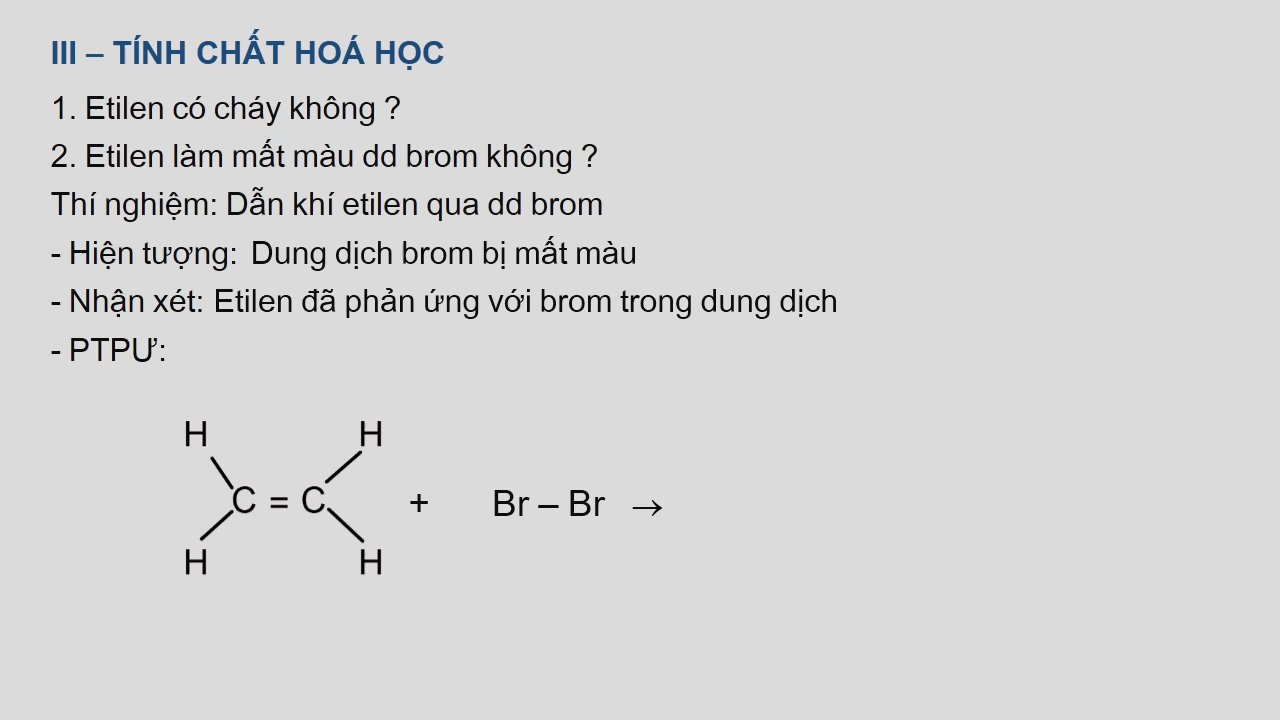 III – TÍNH CHẤT HOÁ HỌC
1. Etilen có cháy không ?
2. Etilen làm mất màu dd brom không ?
Thí nghiệm: Dẫn khí etilen qua dd brom
- Hiện tượng: Dung dịch brom bị mất màu
- Nhận xét: Etilen đã phản ứng với brom trong dung dịch
- PTPƯ:
H H
C = C + Br – Br →
H H